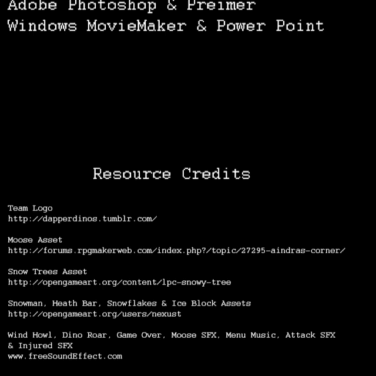 Adobe Photoshop & Preimer
Windows MovieMaker & Power Point
Resource Credits
Team Logo
http://dapperdinos.tumblr.com/
Moose Asset
http://forums.rpgmakerweb.com/index.php?/topic/27295-aindras-corner/
Snow Trees Asset
http://opengameart.org/content/lpc-snowy-tree
Snowman, Heath Bar, Snowflakes & Ice Block Assets
http://opengameart.org/users/nexust
Wind Howl, Dino Roar, Game Over, Moose SFX, Menu Music, Attack SFX
& Injured SFX
www.freeSoundEffect.com